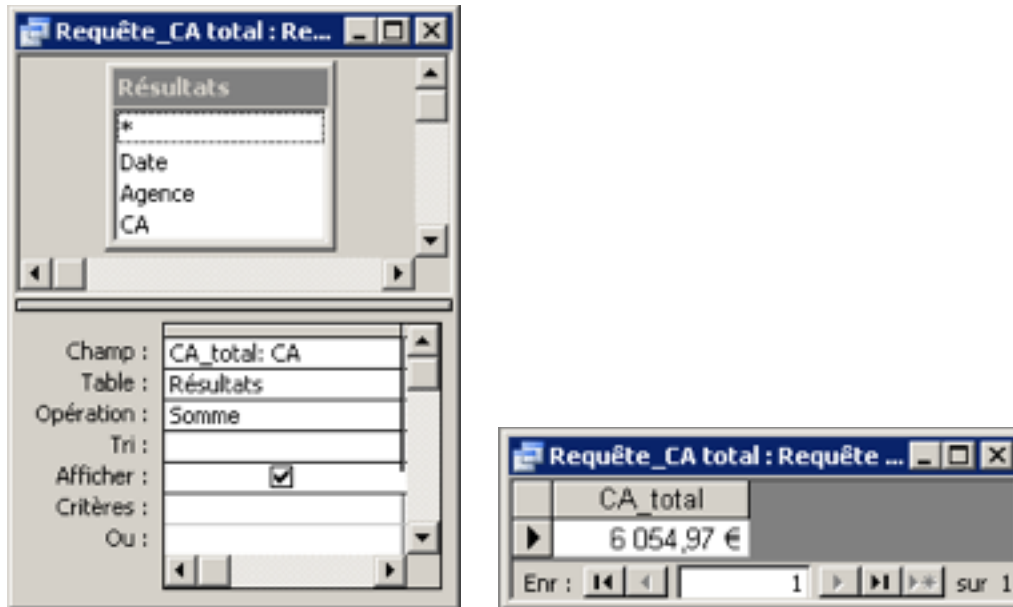 Requête_CA total : Re...
Résultats
*
Date
Agence
CA
Champ : CA_total: CA
Table : Résultats
Opération : Somme
Tri :
Afficher :
Critères :
Ou :
Requête_CA total : Requête ...
CA_total
6 054,97 €
Enr : 1 sur 1